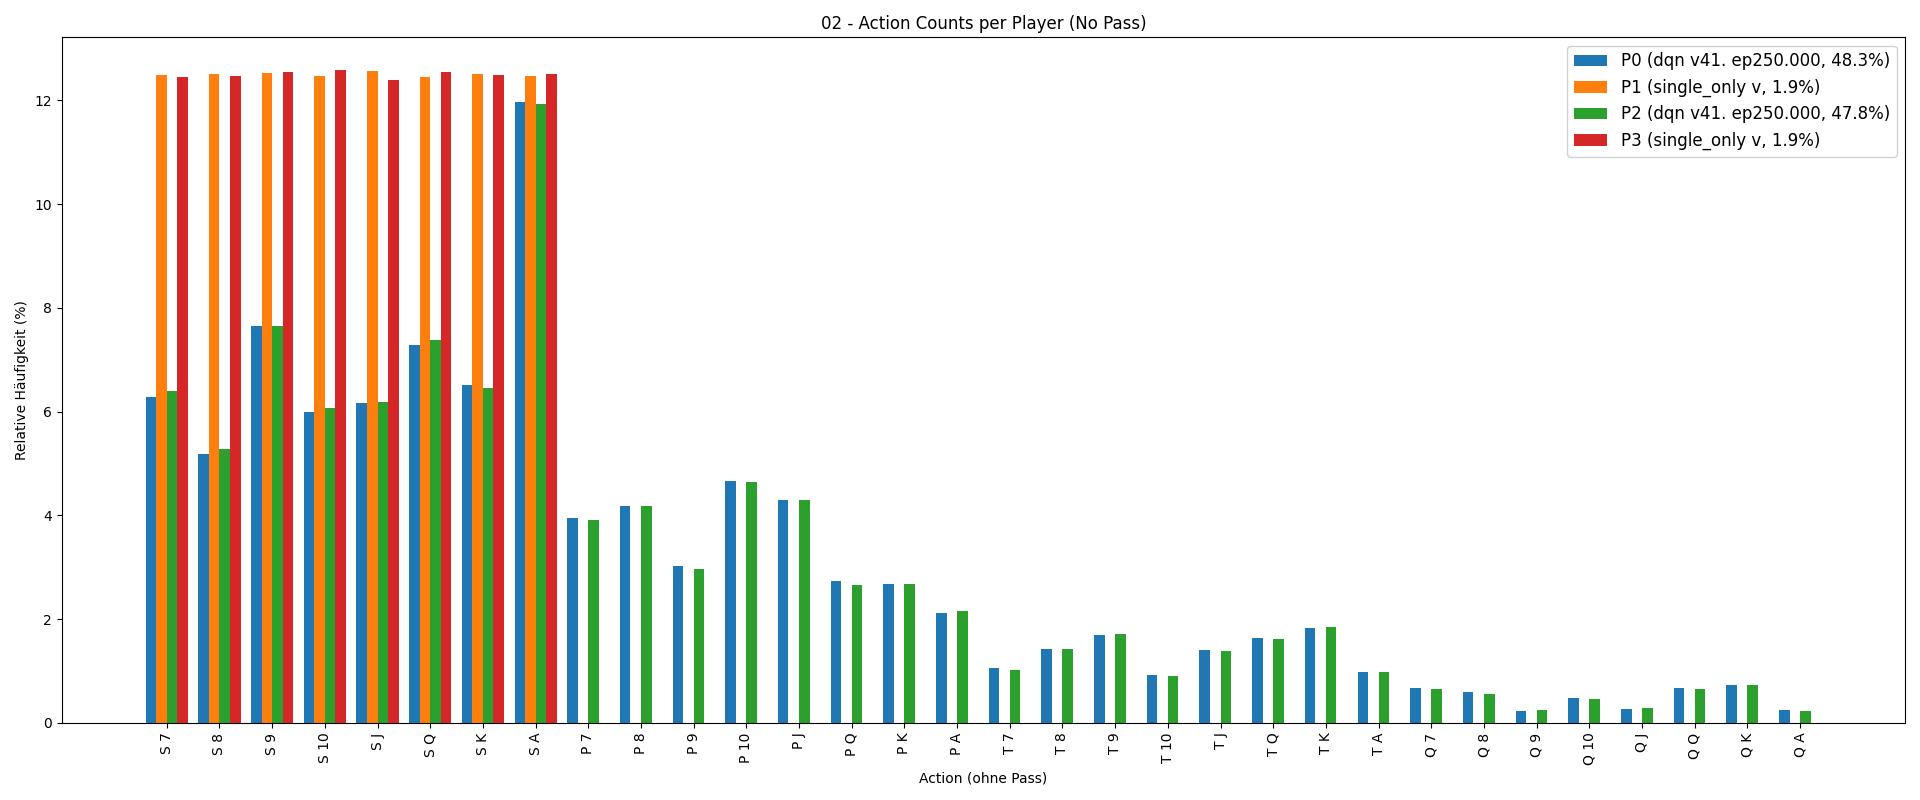 02 - Action Counts per Player (No Pass)
P0 (dqn v41. ep250.000, 48.3%)
P1 (single_only v, 1.9%)
P2 (dqn v41. ep250.000, 47.8%)
P3 (single_only v, 1.9%)
Relative Häufigkeit (%)
12
10
8
6
4
2
0
S 7
S 8
S 9
S 10
S J
S Q
S K
S A
P 7
P 8
P 9
P 10
P J
P Q
P K
P A
T 7
T 8
T 9
T 10
T J
T Q
T K
T A
Q 7
Q 8
Q 9
Q 10
Q J
Q Q
Q K
Q A
Action (ohne Pass)